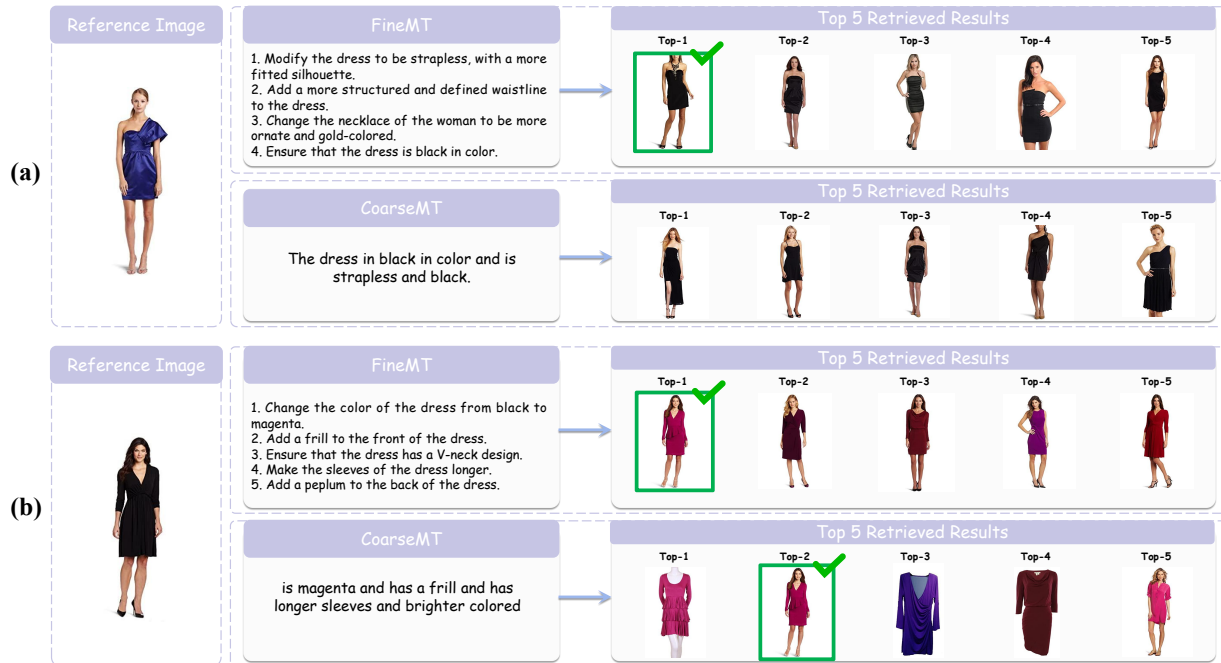 (a)
Reference Image
FineMT
1. Modify the dress to be strapless, with a more
fitted silhouette.
2. Add a more structured and defined waistline
to the dress.
3. Change the necklace of the woman to be more
ornate and gold-colored.
4. Ensure that the dress is black in color.
Top 5 Retrieved Results
Top-1
Top-2
Top-3
Top-4
Top-5
CoarseMT
The dress in black in color and is
strapless and black.
Top 5 Retrieved Results
Top-1
Top-2
Top-3
Top-4
Top-5
(b)
Reference Image
FineMT
1. Change the color of the dress from black to
magenta.
2. Add a frill to the front of the dress.
3. Ensure that the dress has a V-neck design.
4. Make the sleeves of the dress longer.
5. Add a peplum to the back of the dress.
Top 5 Retrieved Results
Top-1
Top-2
Top-3
Top-4
Top-5
CoarseMT
is magenta and has a frill and has
longer sleeves and brighter colored
Top 5 Retrieved Results
Top-1
Top-2
Top-3
Top-4
Top-5